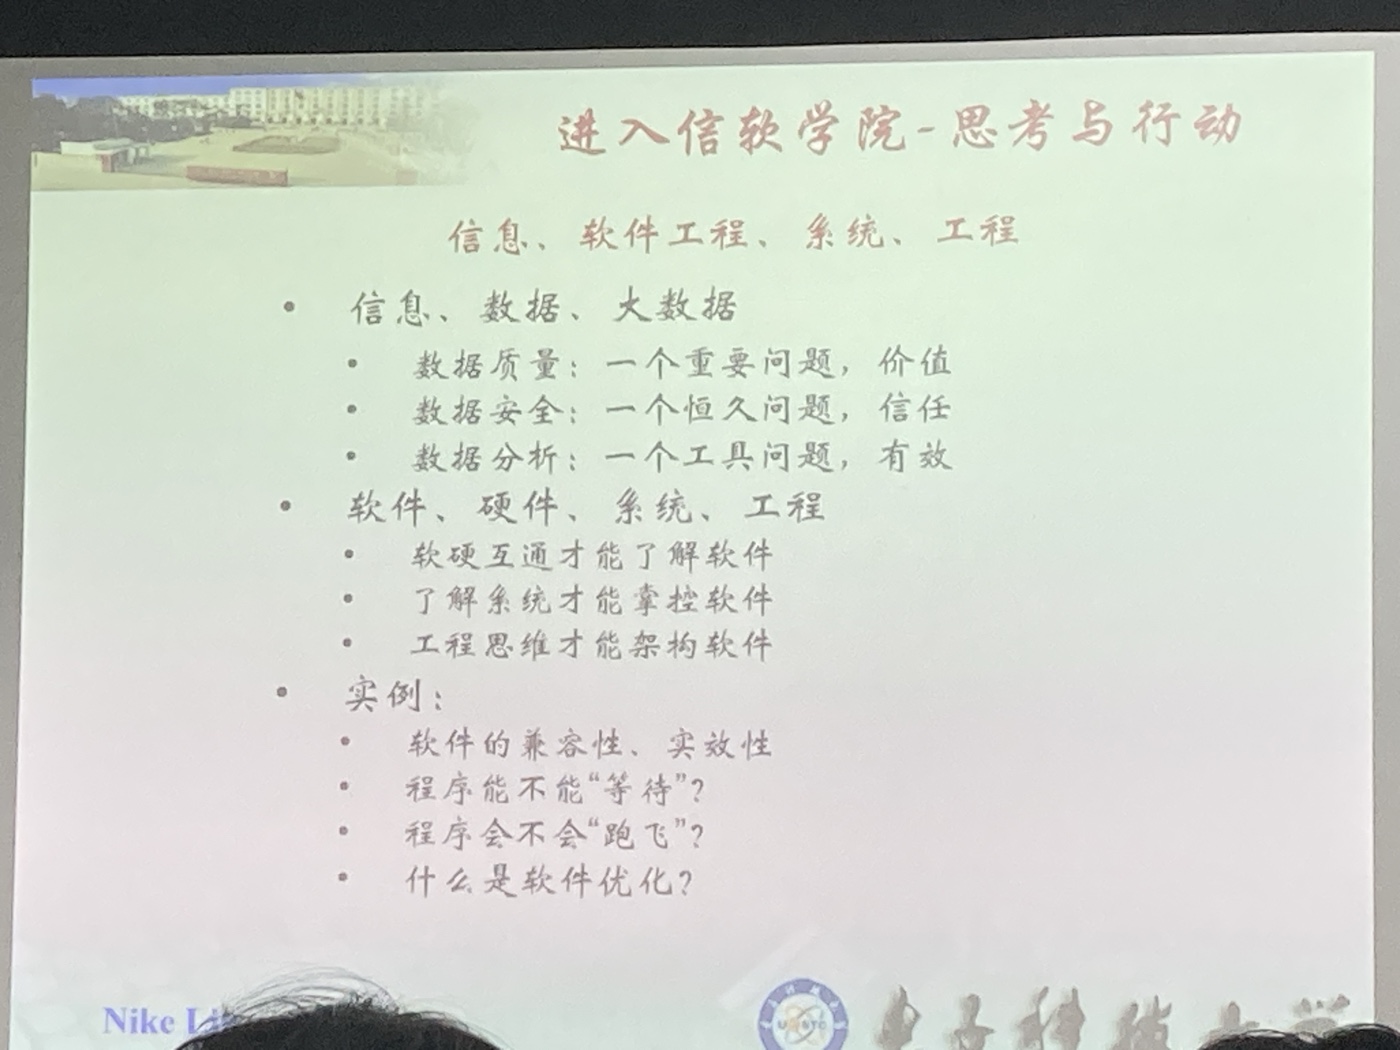 进入信软学院-思考与行动
信息、软件工程、系统、工程
• 信息、数据、大数据
• 数据质量：一个重要问题，价值
• 数据安全：一个恒久问题，信任
• 数据分析：一个工具问题，有效
• 软件、硬件、系统、工程
• 软硬互通才能了解软件
• 了解系统才能掌控软件
• 工程思维才能架构软件
• 实例：
• 软件的兼容性、实效性
• 程序能不能“等待”？
• 程序会不会“跑飞”？
• 什么是软件优化？
Nike
电子科技大学